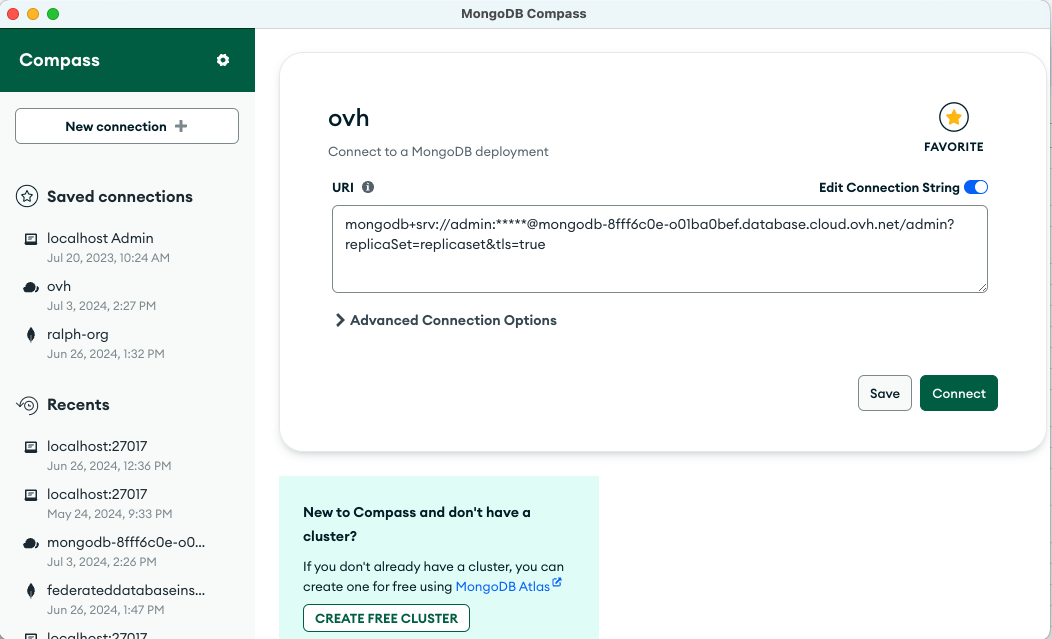 MongoDB Compass
Compass
New connection
Saved connections
localhost Admin
Jul 20, 2023, 10:24 AM
ovh
Jul 3, 2024, 2:27 PM
ralph-org
Jun 26, 2024, 1:32 PM
Recents
localhost:27017
Jun 26, 2024, 12:36 PM
localhost:27017
May 24, 2024, 9:33 PM
mongodb-8fff6c0e-o0...
Jul 3, 2024, 2:26 PM
federateddatabaseins...
Jun 26, 2024, 1:47 PM
localhost:27017
ovh
FAVORITE
Connect to a MongoDB deployment
URI
Edit Connection String
mongodb+srv://admin:*****@mongodb-8fff6c0e-o01ba0bef.database.cloud.ovh.net/admin?
replicaSet=replicaset&tls=true
Advanced Connection Options
Save
Connect
New to Compass and don't have a
cluster?
If you don't already have a cluster, you can
create one for free using MongoDB Atlas
CREATE FREE CLUSTER